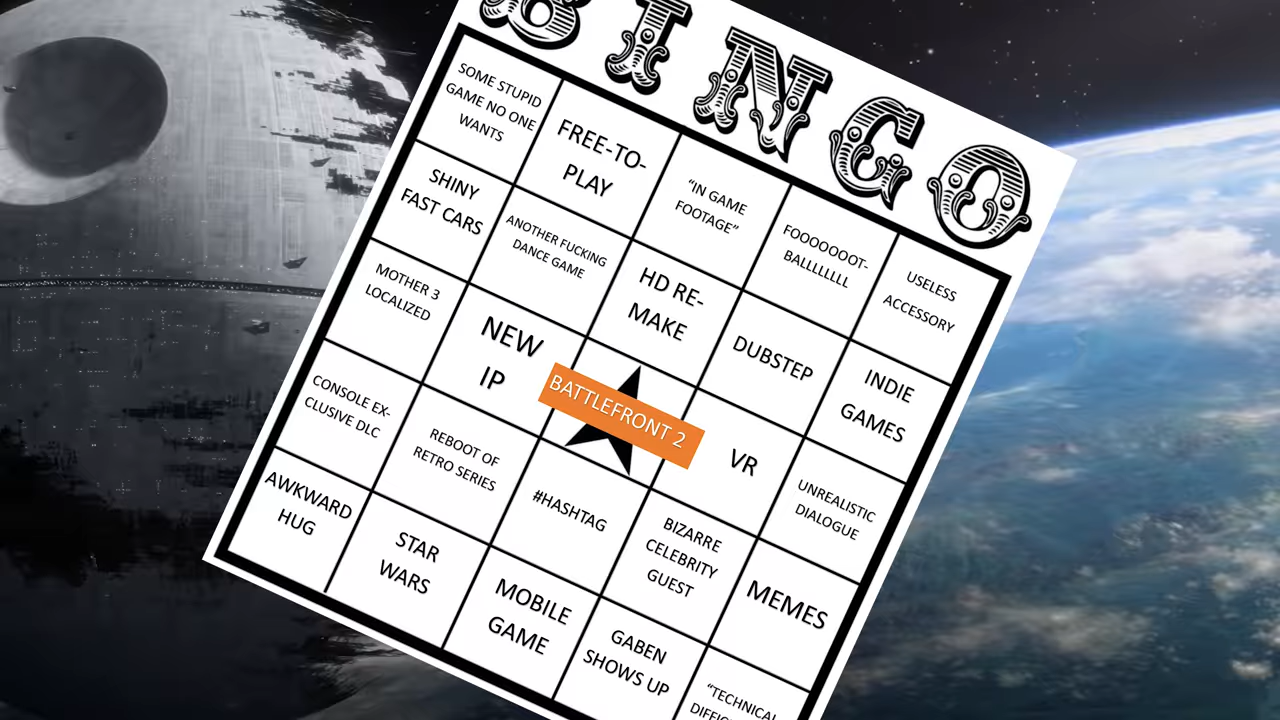 BINGO
SOME STUPID
GAME NO ONE
WANTS
FREE-TO-
PLAY
“IN GAME
FOOTAGE”
FOOOOOOT-
BALLLLLLL
USELESS
ACCESSORY
SHINY
FAST CARS
ANOTHER FUCKING
DANCE GAME
HD RE-
MAKE
DUBSTEP
INDIE
GAMES
MOTHER 3
LOCALIZED
NEW
IP
BATTLEFRONT 2
VR
UNREALISTIC
DIALOGUE
CONSOLE EX-
CLUSIVE DLC
REBOOT OF
RETRO SERIES
#HASHTAG
BIZARRE
CELEBRITY
GUEST
MEMES
AWKWARD
HUG
STAR
WARS
MOBILE
GAME
GABEN
SHOWS UP
“TECHNICAL